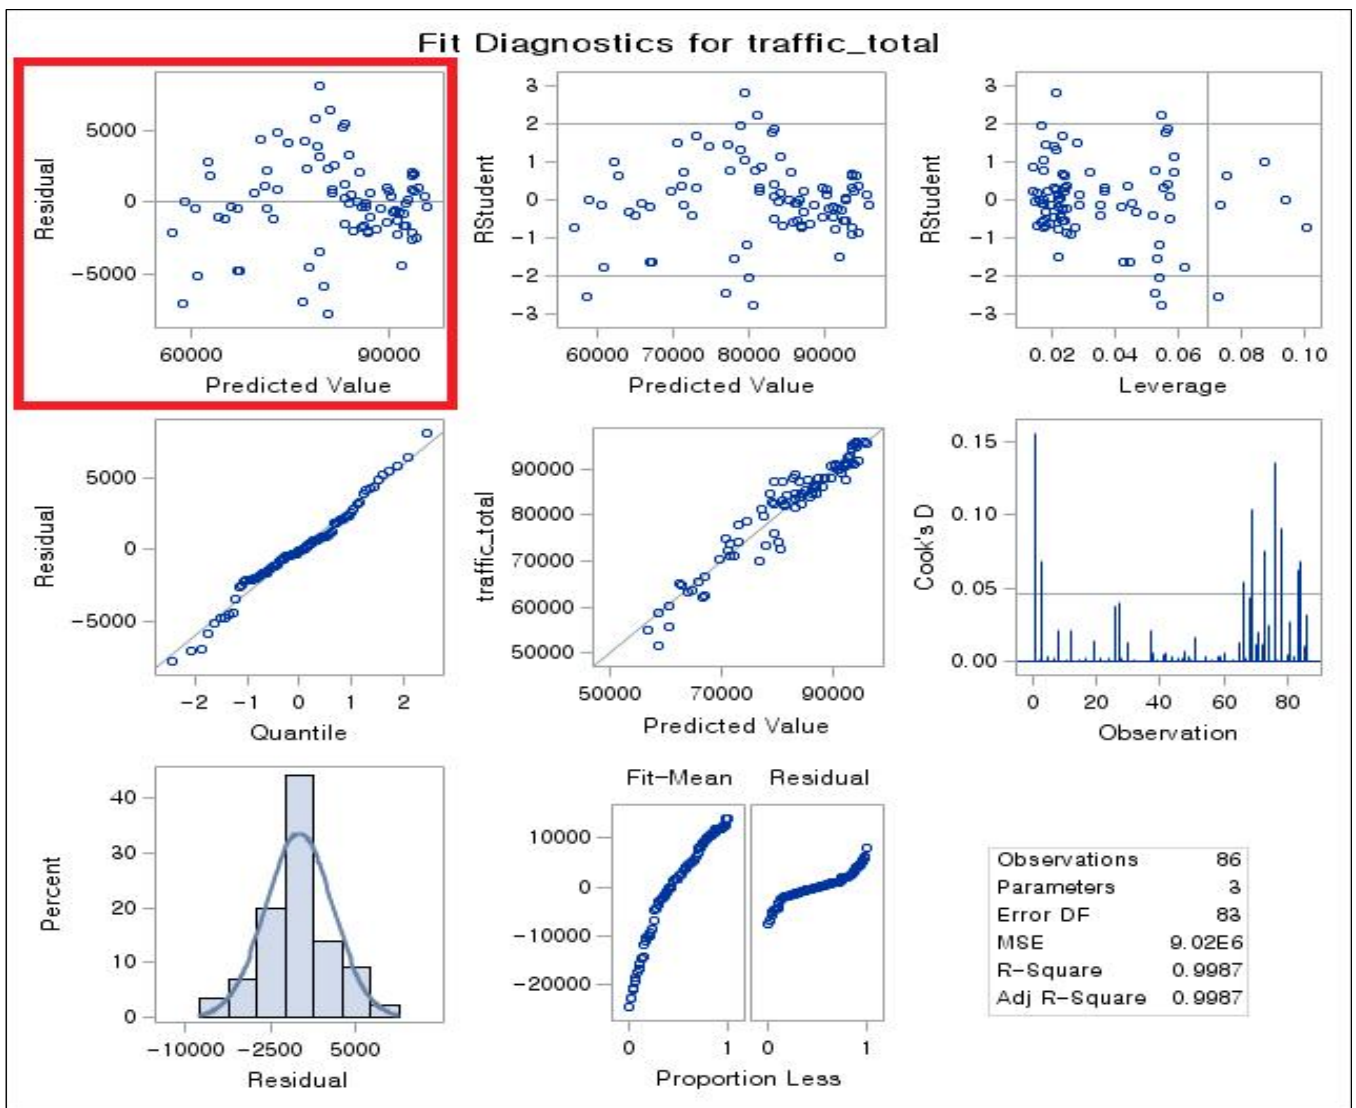 Fit Diagnostics for traffic_total
Residual
5000
0
-5000
60000 90000
Predicted Value
RStudent
3
2
1
0
-1
-2
-3
60000 70000 80000 90000
Predicted Value
RStudent
3
2
1
0
-1
-2
-3
0.02 0.04 0.06 0.08 0.10
Leverage
Residual
5000
0
-5000
-2 -1 0 1 2
Quantile
traffic_total
90000
80000
70000
60000
50000
50000 70000 90000
Predicted Value
Cook's D
0.15
0.10
0.05
0.00
0 20 40 60 80
Observation
Percent
40
30
20
10
0
-10000 -2500 5000
Residual
Fit-Mean Residual
10000
0
-10000
-20000
0 1 0 1
Proportion Less
Observations 86
Parameters 3
Error DF 83
MSE 9.02E6
R-Square 0.9987
Adj R-Square 0.9987